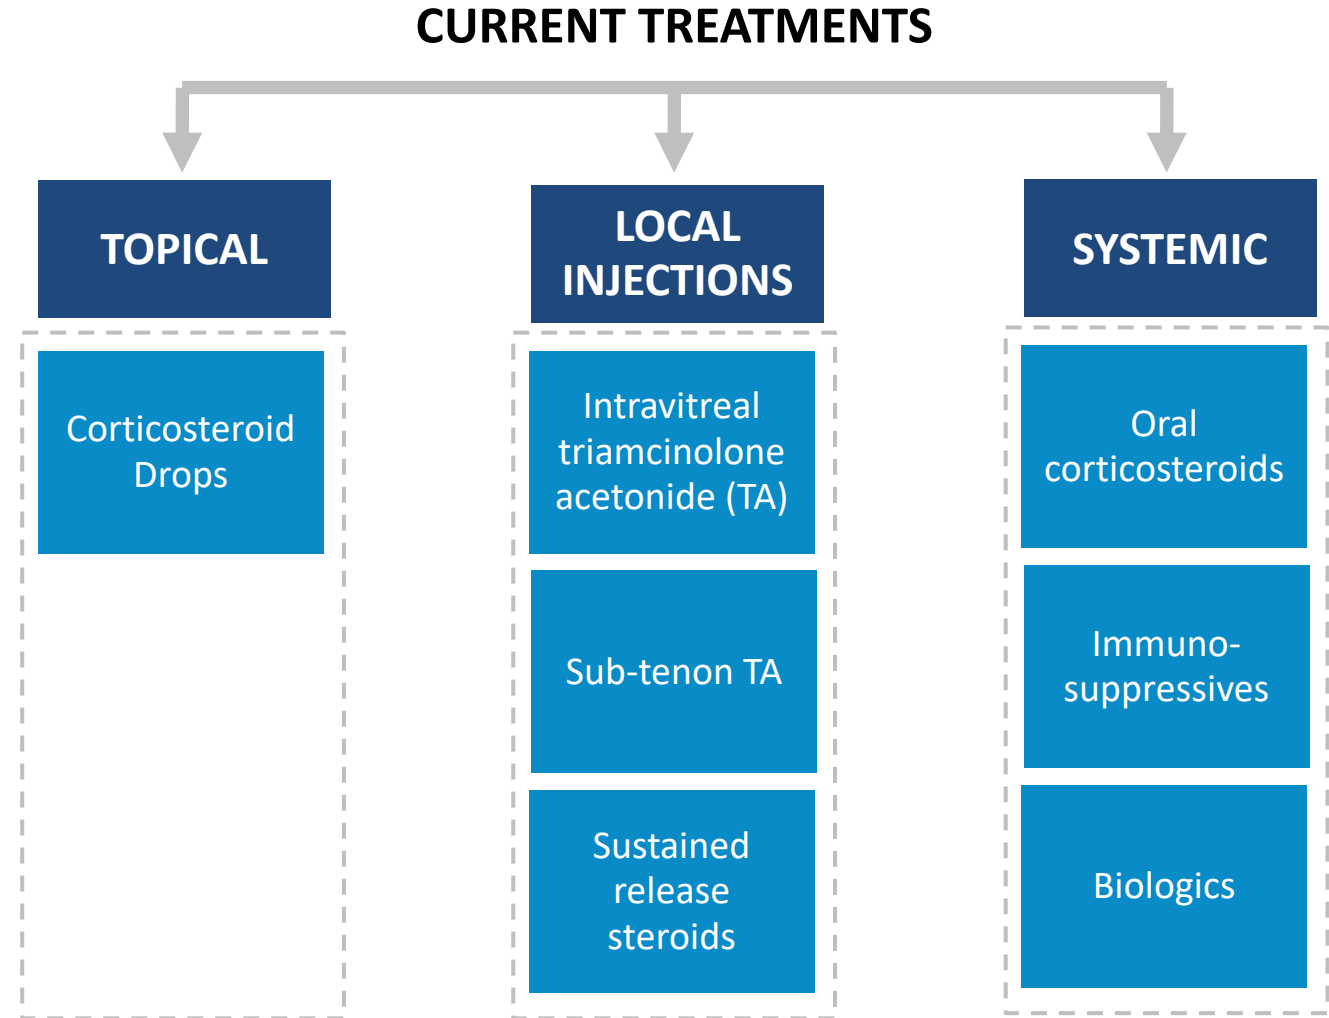 CURRENT TREATMENTS
TOPICAL
Corticosteroid
Drops
LOCAL
INJECTIONS
Intravitreal
triamcinolone
acetonide (TA)
Sub-tenon TA
Sustained
release
steroids
SYSTEMIC
Oral
corticosteroids
Immuno-
suppressives
Biologics